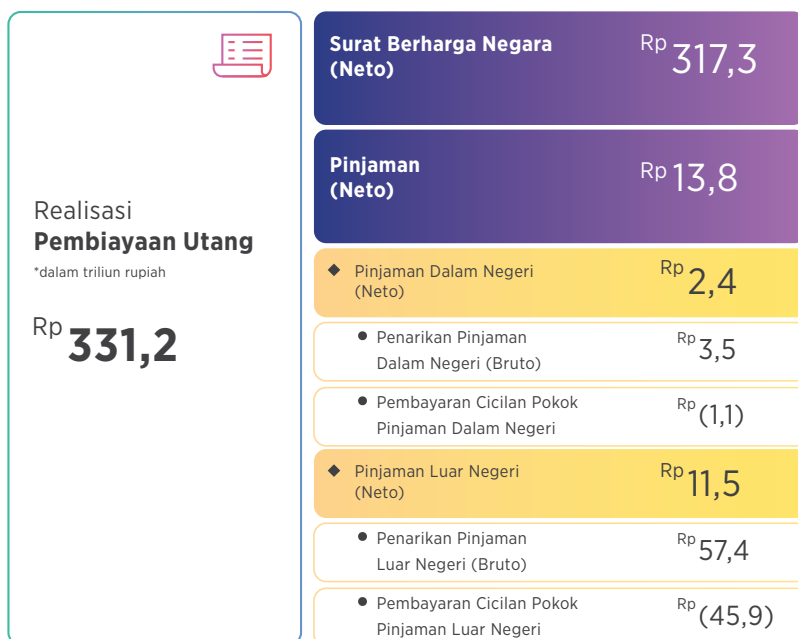 Realisasi
Pembiayaan Utang
*dalam triliun rupiah
Rp 331,2
Surat Berharga Negara
(Neto)
Rp 317,3
Pinjaman
(Neto)
Rp 13,8
Pinjaman Dalam Negeri
(Neto)
Rp 2,4
Penarikan Pinjaman
Dalam Negeri (Bruto)
Rp 3,5
Pembayaran Cicilan Pokok
Pinjaman Dalam Negeri
Rp (1,1)
Pinjaman Luar Negeri
(Neto)
Rp 11,5
Penarikan Pinjaman
Luar Negeri (Bruto)
Rp 57,4
Pembayaran Cicilan Pokok
Pinjaman Luar Negeri
Rp (45,9)